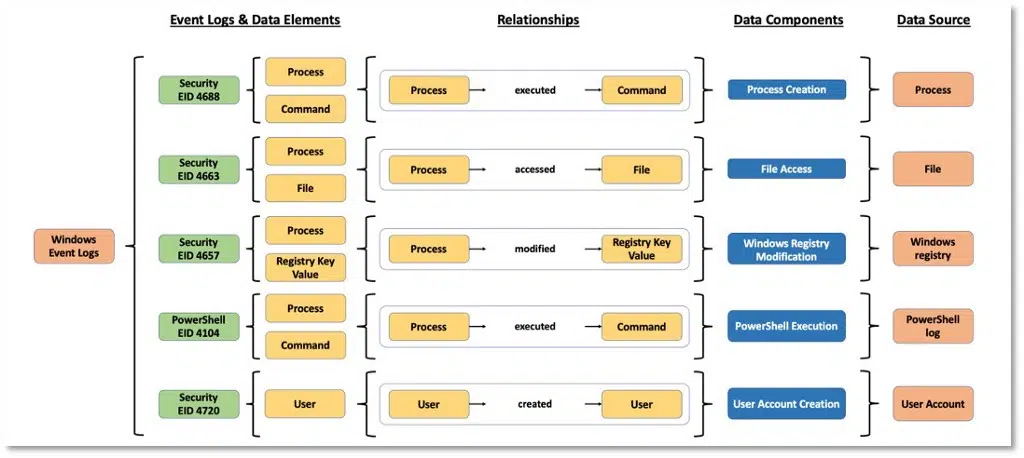 Event Logs & Data Elements
Relationships
Data Components
Data Source
Windows
Event Logs
Security
EID 4688
Process
Command
Process
executed
Command
Process Creation
Process
Security
EID 4663
Process
File
Process
accessed
File
File Access
File
Security
EID 4657
Process
Registry Key
Value
Process
modified
Registry Key
Value
Windows Registry
Modification
Windows
registry
PowerShell
EID 4104
Process
Command
Process
executed
Command
PowerShell Execution
PowerShell
log
Security
EID 4720
User
User
created
User
User Account Creation
User Account